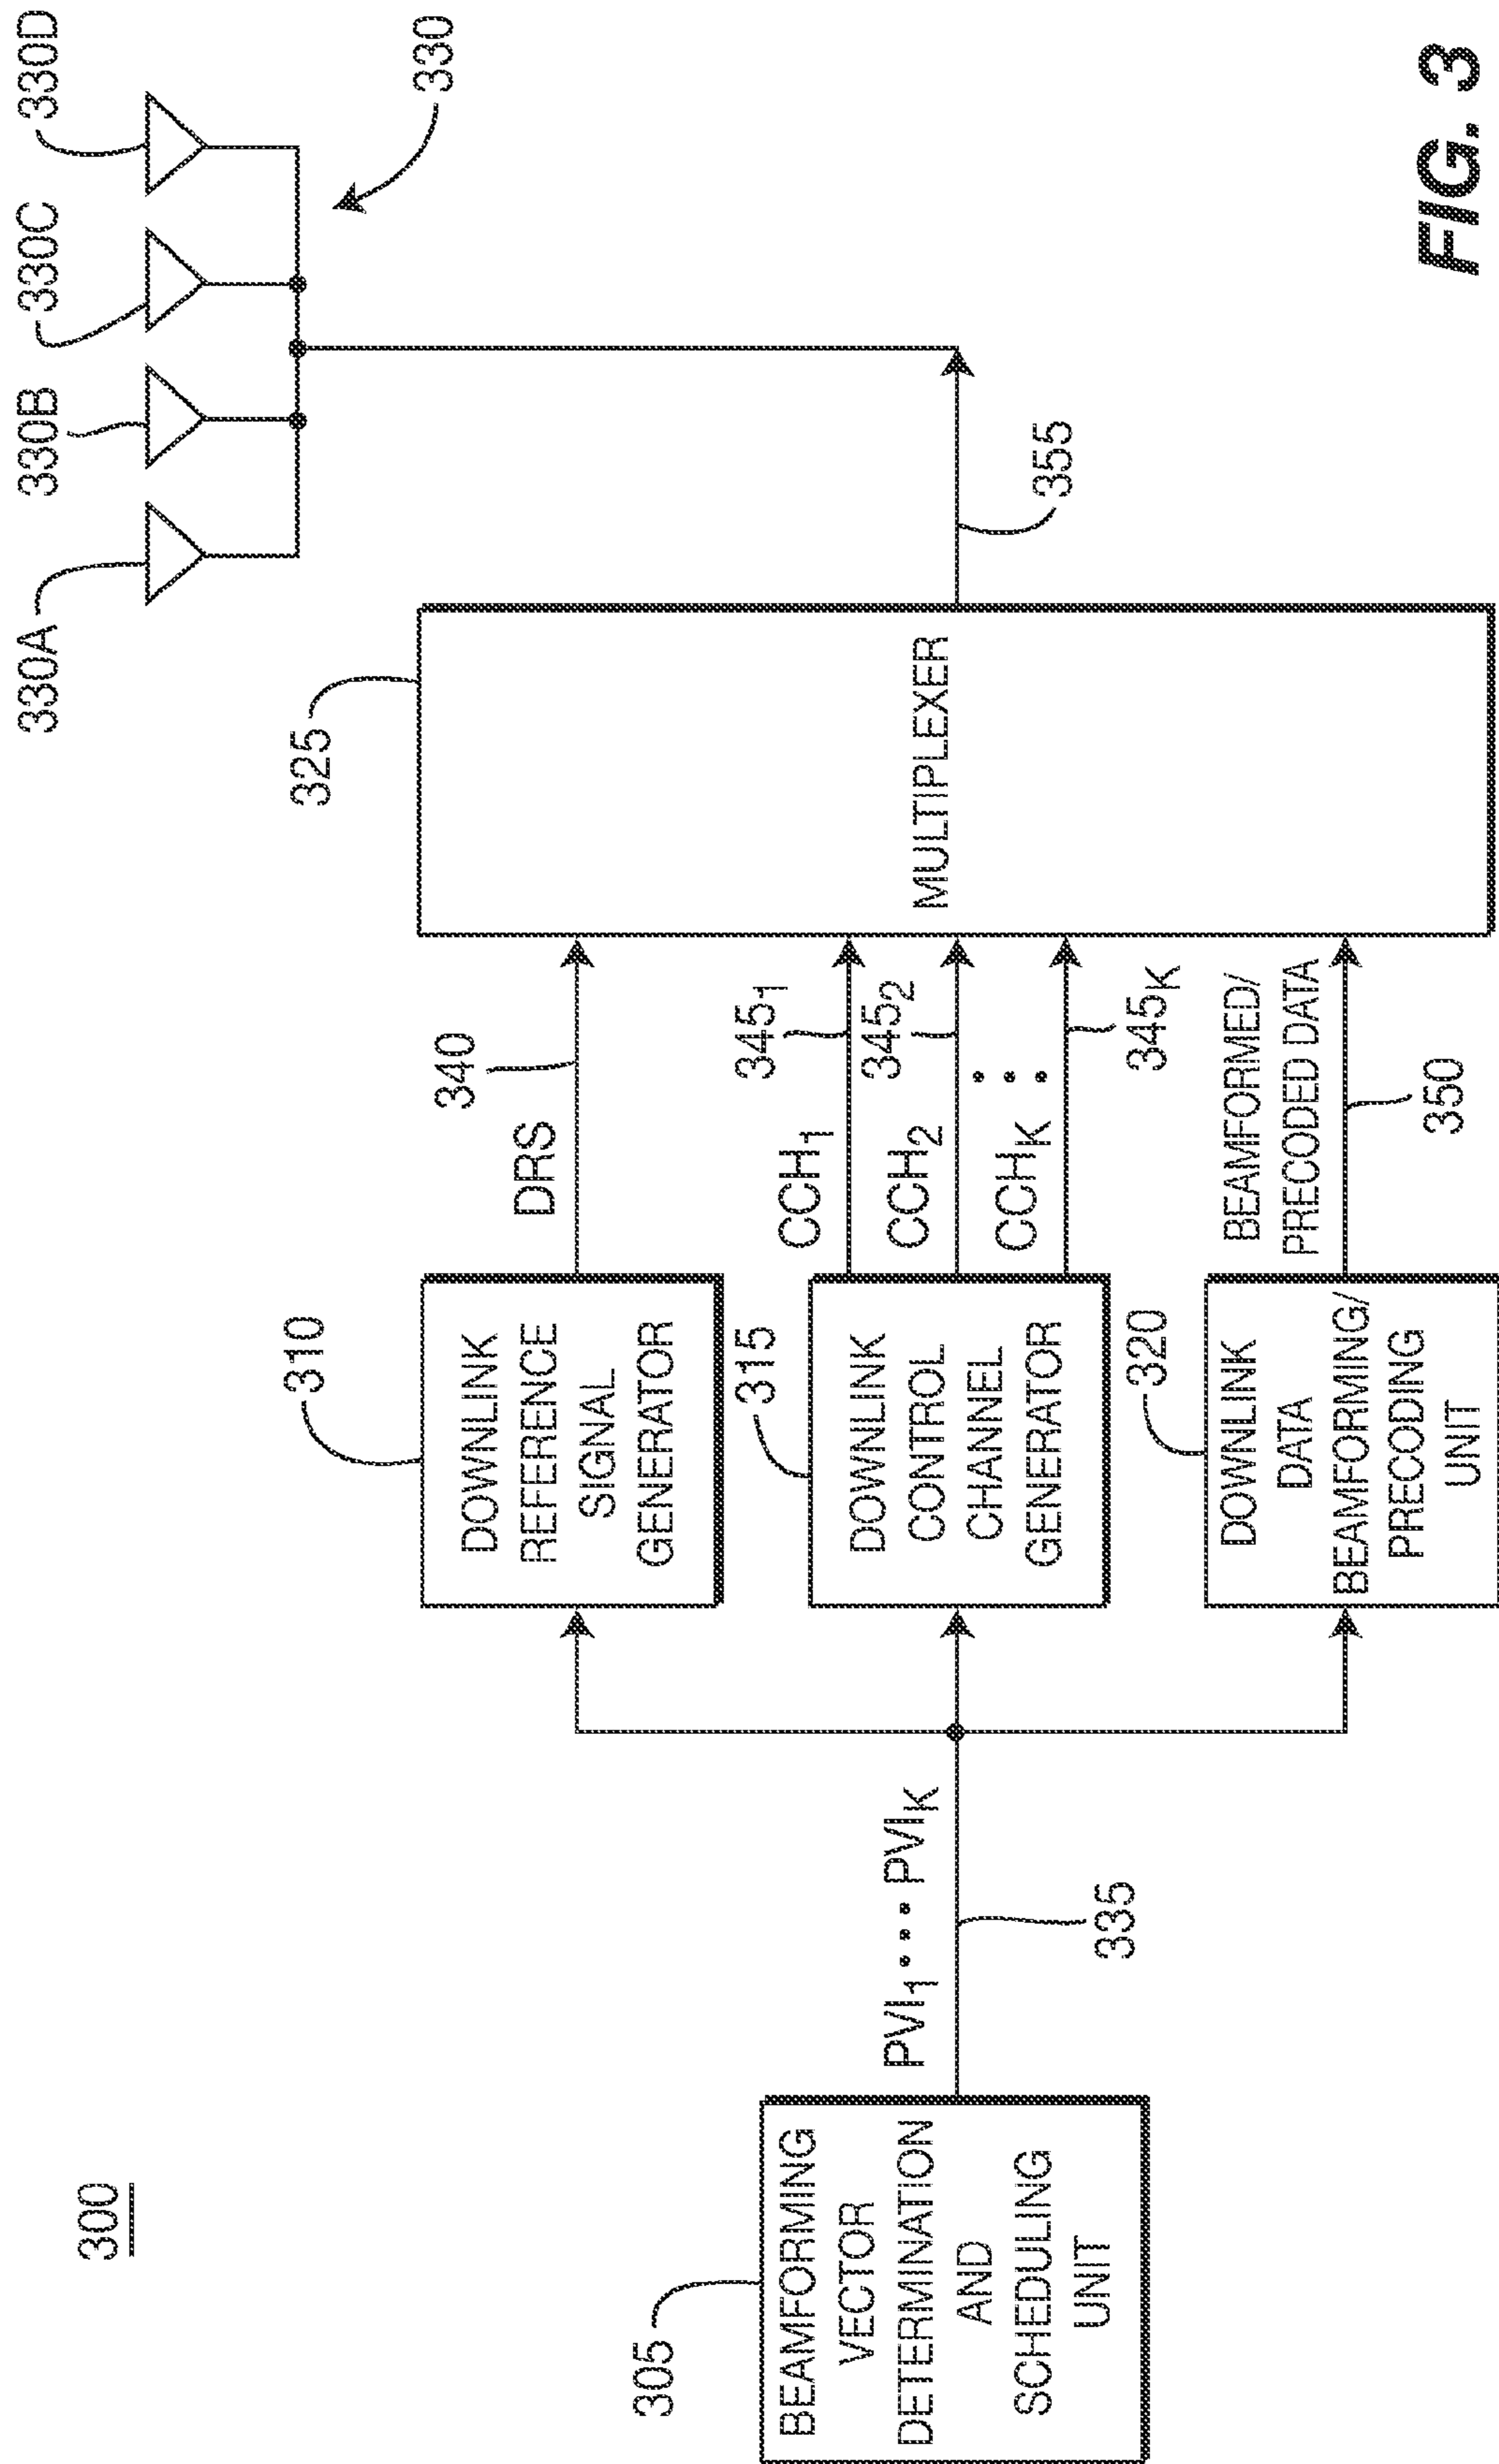 300
305
BEAMFORMING
VECTOR
DETERMINATION
AND
SCHEDULING
UNIT
PVI₁ • • • PVIₖ
335
310
DOWNLINK
REFERENCE
SIGNAL
GENERATOR
315
DOWNLINK
CONTROL
CHANNEL
GENERATOR
320
DOWNLINK
DATA
BEAMFORMING/
PRECODING
UNIT
DRS
340
CCH₁
345₁
CCH₂
345₂
• • •
CCHₖ
345ₖ
BEAMFORMED/
PRECODED DATA
350
325
MULTIPLEXER
355
330A
330B
330C
330D
330
FIG. 3